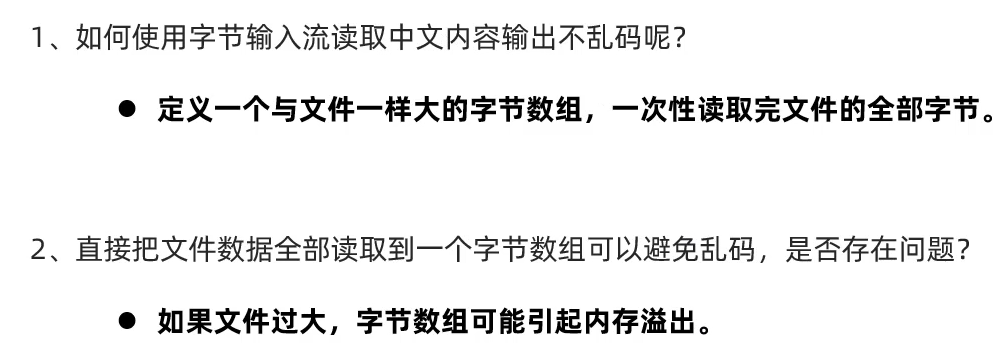 1、如何使用字节输入流读取中文内容输出不乱码呢？
● 定义一个与文件一样大的字节数组，一次性读取完文件的全部字节。
2、直接把文件数据全部读取到一个字节数组可以避免乱码，是否存在问题？
● 如果文件过大，字节数组可能引起内存溢出。